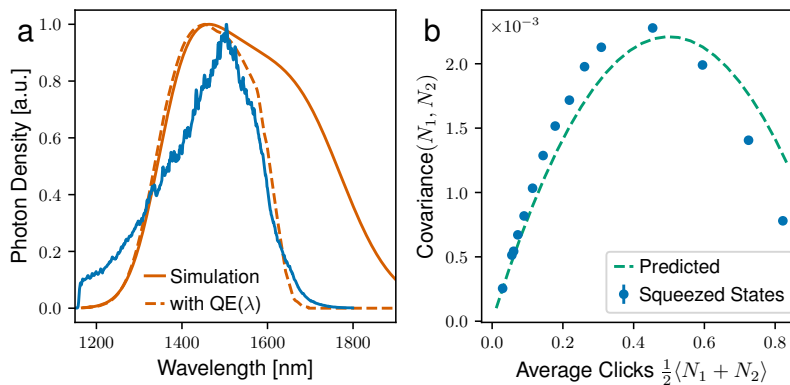 a
Photon Density [a.u.]
1.0
0.8
0.6
0.4
0.2
0.0
Simulation
with QE(λ)
1200 1400 1600 1800
Wavelength [nm]
b
×10⁻³
Covariance(N₁, N₂)
2.0
1.5
1.0
0.5
0.0
Predicted
Squeezed States
0.0 0.2 0.4 0.6 0.8
Average Clicks ½⟨N₁ + N₂⟩